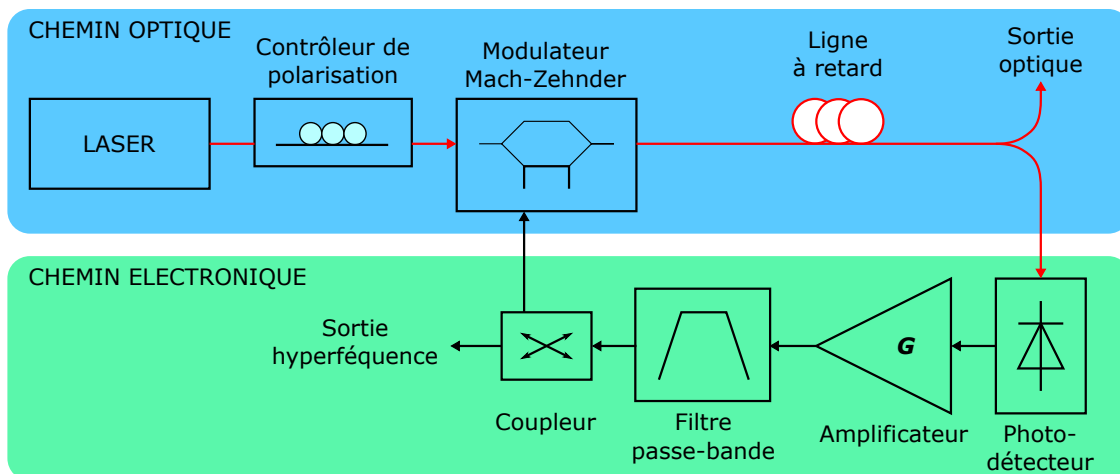 CHEMIN OPTIQUE
Contrôleur de
polarisation
Modulateur
Mach-Zehnder
Ligne
à retard
Sortie
optique
LASER
CHEMIN ELECTRONIQUE
Sortie
hyperféquence
G
Coupleur
Filtre
passe-bande
Amplificateur
Photo-
détecteur